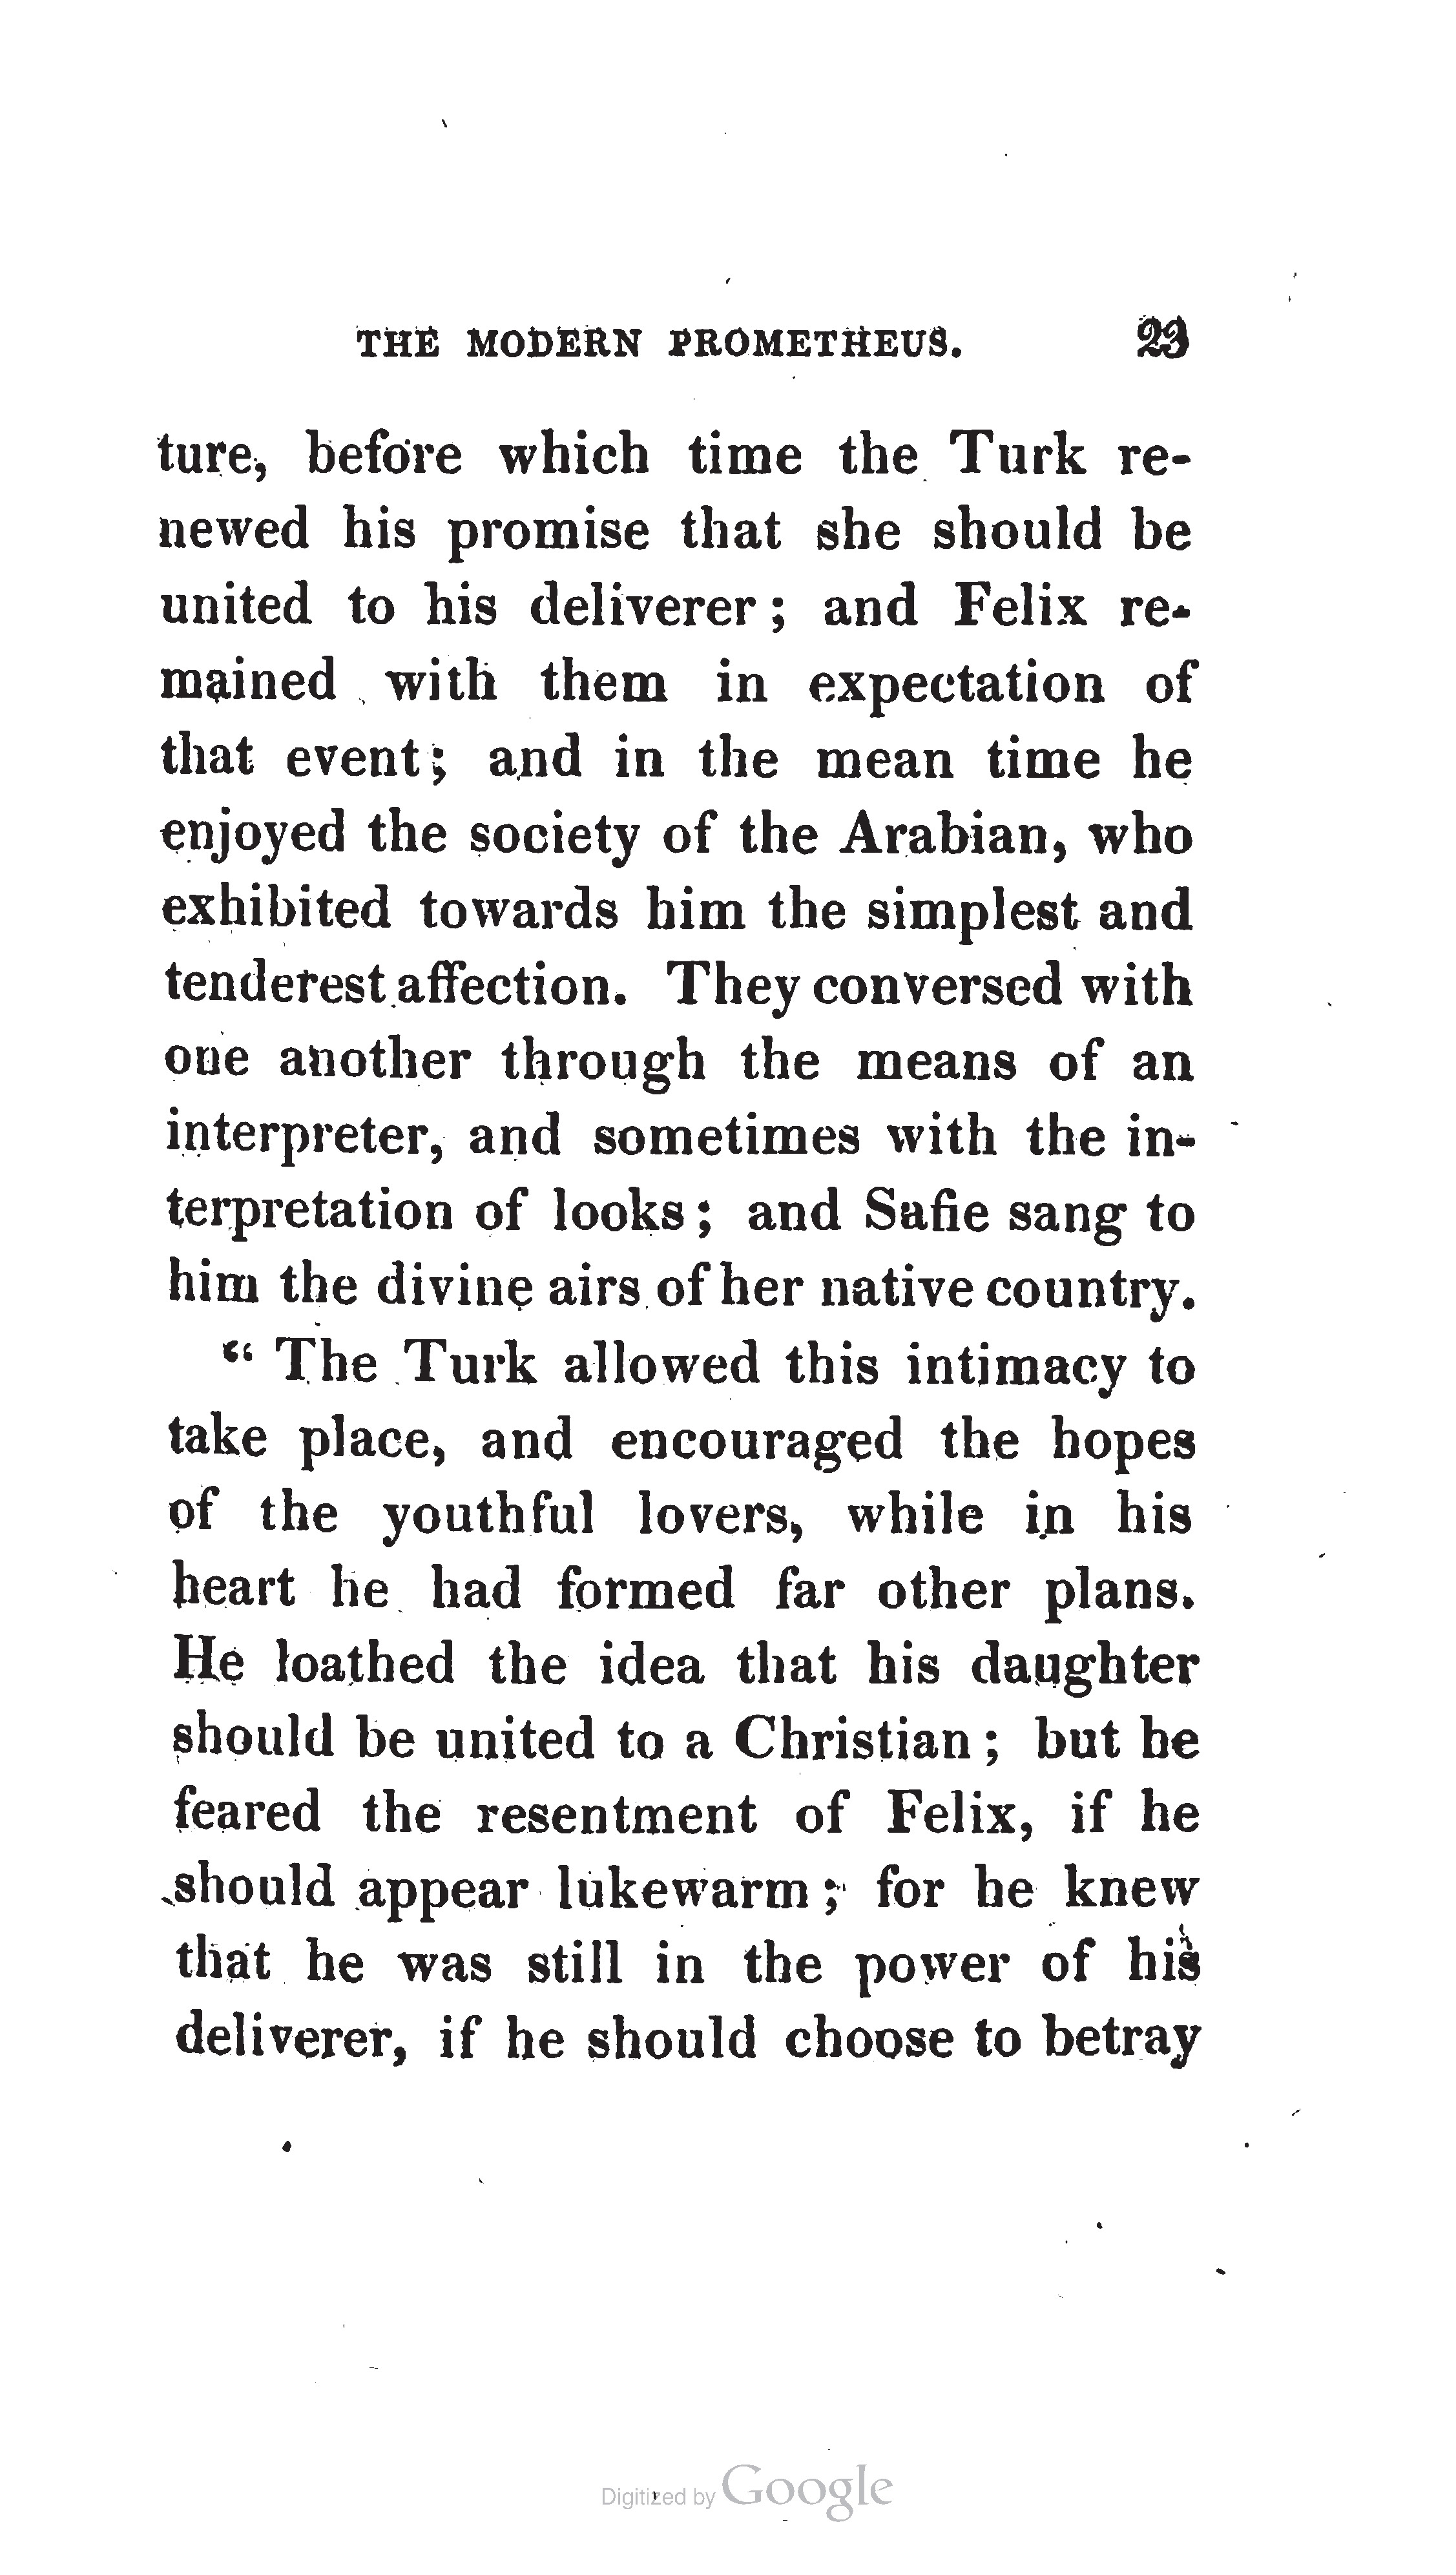 THE MODERN PROMETHEUS. 23
ture, before which time the Turk re-
newed his promise that she should be
united to his deliverer; and Felix re-
mained with them in expectation of
that event; and in the mean time he
enjoyed the society of the Arabian, who
exhibited towards him the simplest and
tenderest affection. They conversed with
one another through the means of an
interpreter, and sometimes with the in-
terpretation of looks; and Safie sang to
him the divine airs of her native country.
“ The Turk allowed this intimacy to
take place, and encouraged the hopes
of the youthful lovers, while in his
heart he had formed far other plans.
He loathed the idea that his daughter
should be united to a Christian; but he
feared the resentment of Felix, if he
should appear lukewarm; for he knew
that he was still in the power of his
deliverer, if he should choose to betray
Digitized by Google